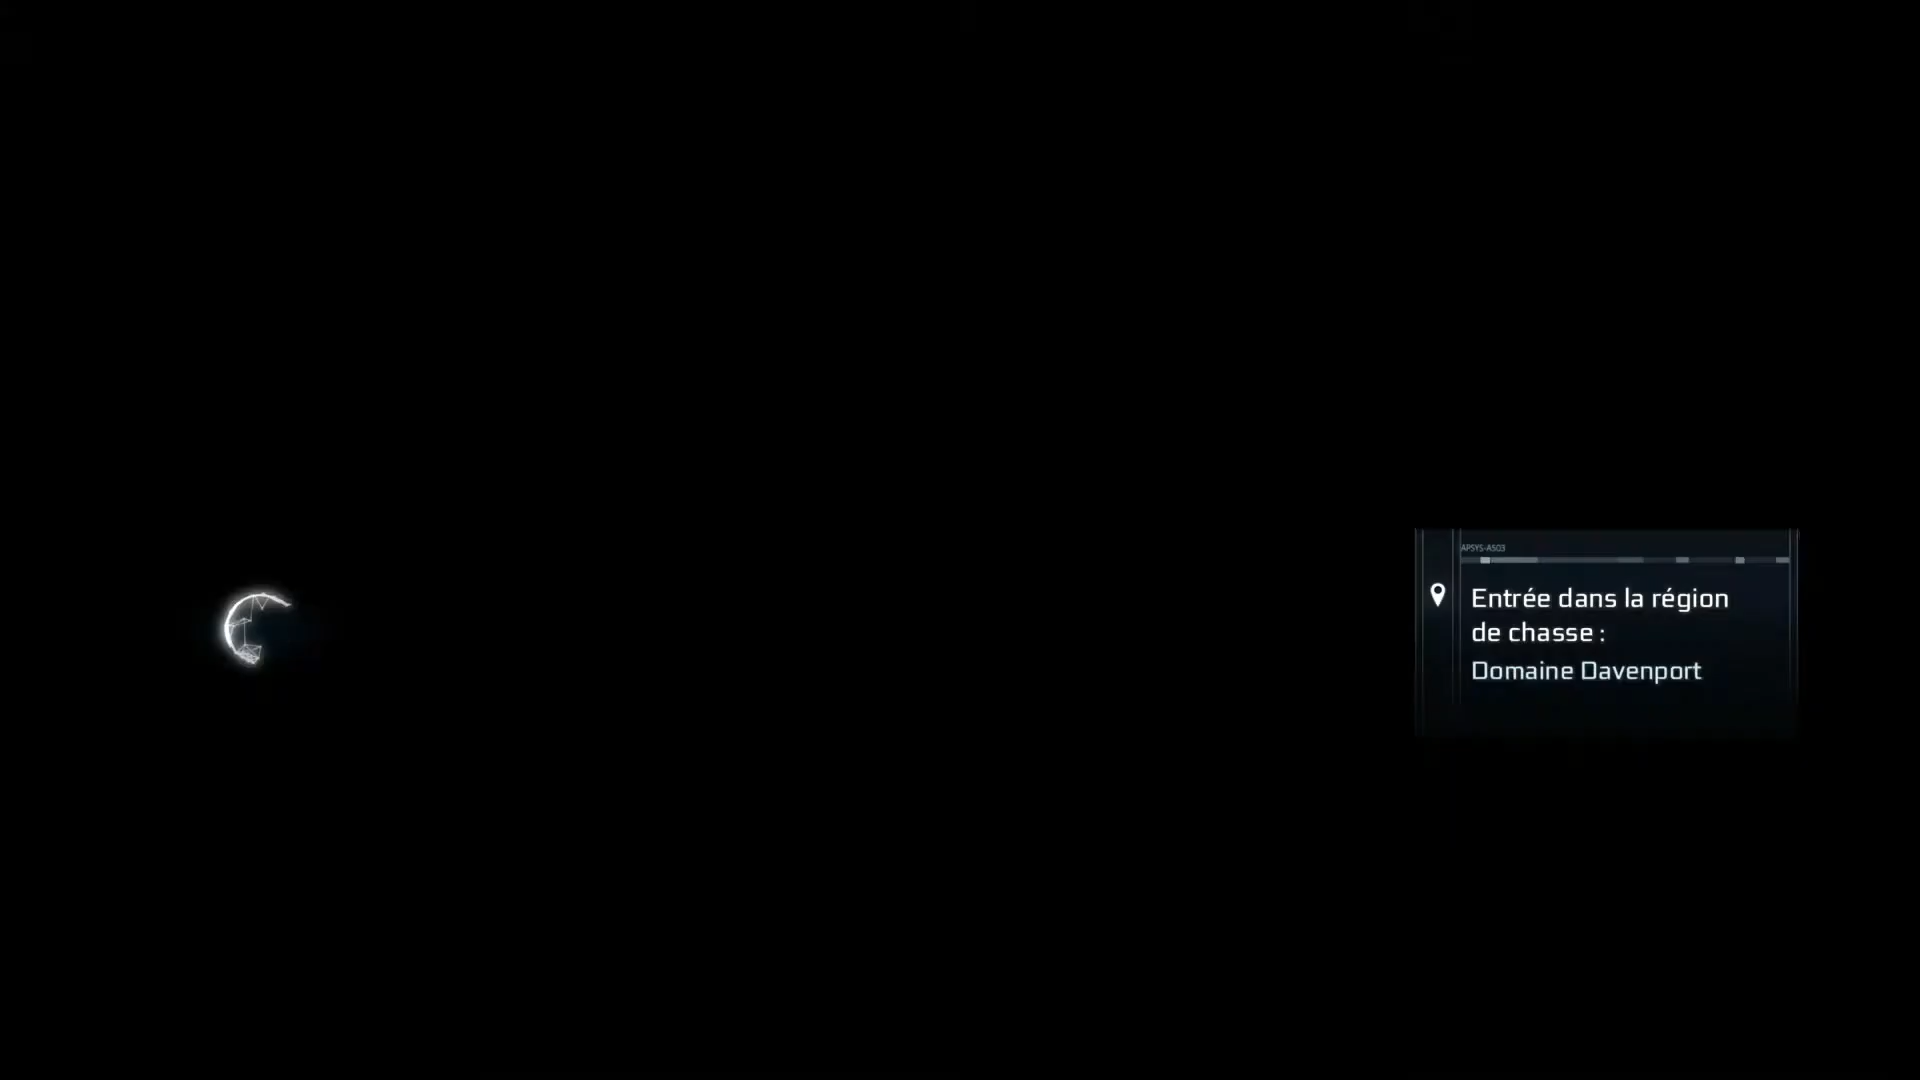 APSYS-A503
Entrée dans la région
de chasse :
Domaine Davenport